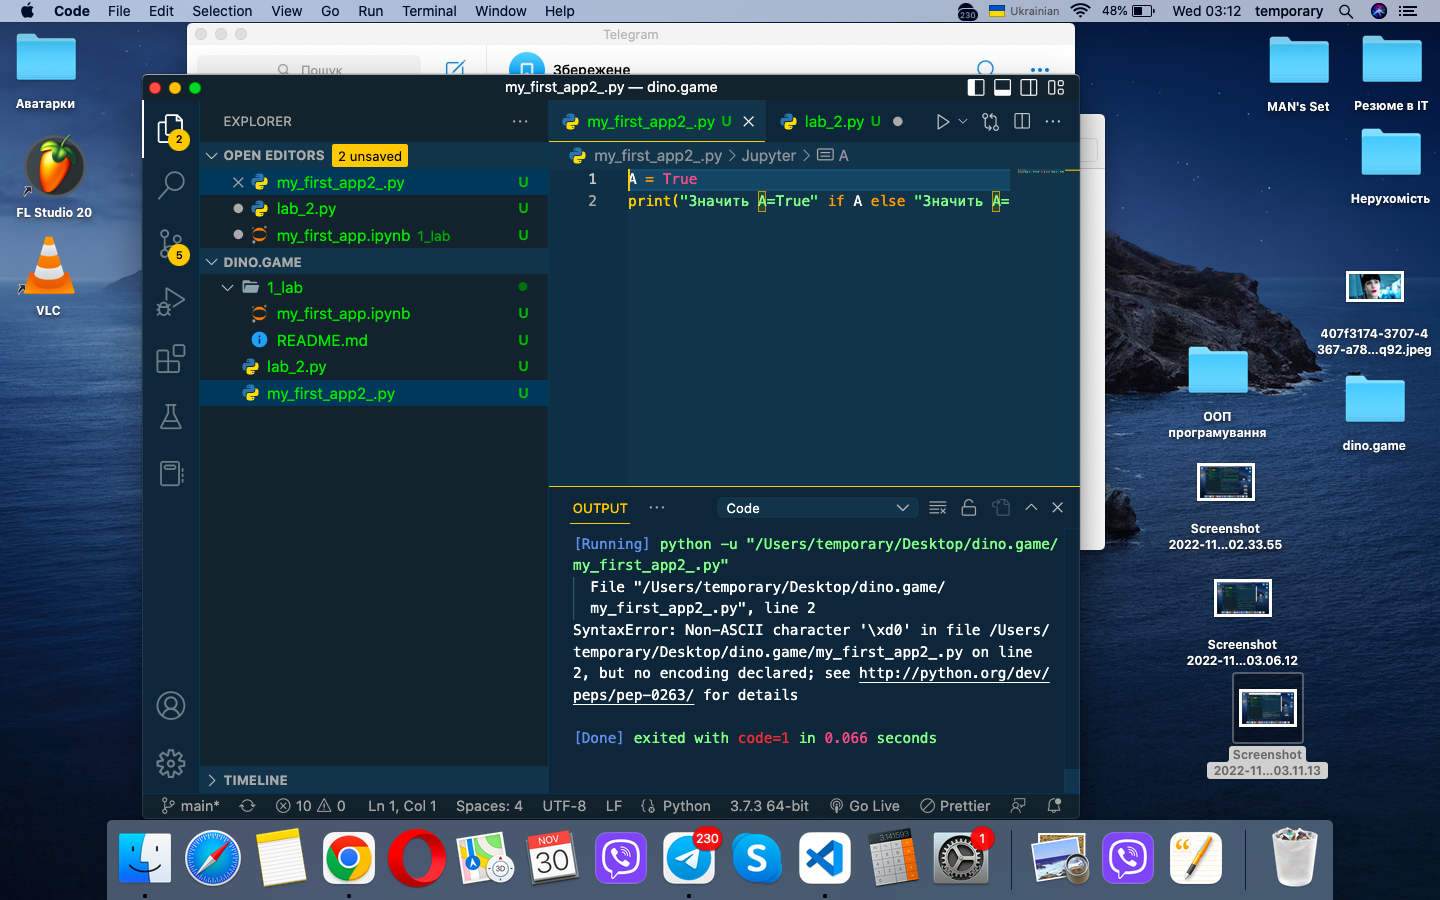 Code File Edit Selection View Go Run Terminal Window Help 230 Ukrainian 48% Wed 03:12 temporary
Telegram
Пошук
Збережене
my_first_app2_.py — dino.game
EXPLORER
OPEN EDITORS 2 unsaved
my_first_app2_.py U
lab_2.py U
my_first_app.ipynb 1_lab U
DINO.GAME
1_lab
my_first_app.ipynb U
README.md U
lab_2.py U
my_first_app2_.py U
TIMELINE
2
5
my_first_app2_.py U
lab_2.py U
my_first_app2_.py > Jupyter > A
1 A = True
2 print("Значить A=True" if A else "Значить A=
OUTPUT
Code
[Running] python -u "/Users/temporary/Desktop/dino.game/
my_first_app2_.py"
File "/Users/temporary/Desktop/dino.game/
my_first_app2_.py", line 2
SyntaxError: Non-ASCII character '\xd0' in file /Users/
temporary/Desktop/dino.game/my_first_app2_.py on line
2, but no encoding declared; see http://python.org/dev/
peps/pep-0263/ for details
[Done] exited with code=1 in 0.066 seconds
main* 10 0 Ln 1, Col 1 Spaces: 4 UTF-8 LF Python 3.7.3 64-bit Go Live Prettier
Аватарки
FL Studio 20
VLC
MAN's Set
Резюме в IT
Нерухомість
407f3174-3707-4
367-a78...q92.jpeg
ООП
програмування
dino.game
Screenshot
2022-11...02.33.55
Screenshot
2022-11...03.06.12
Screenshot
2022-11...03.11.13
NOV
30
3D
230
3.141593
1